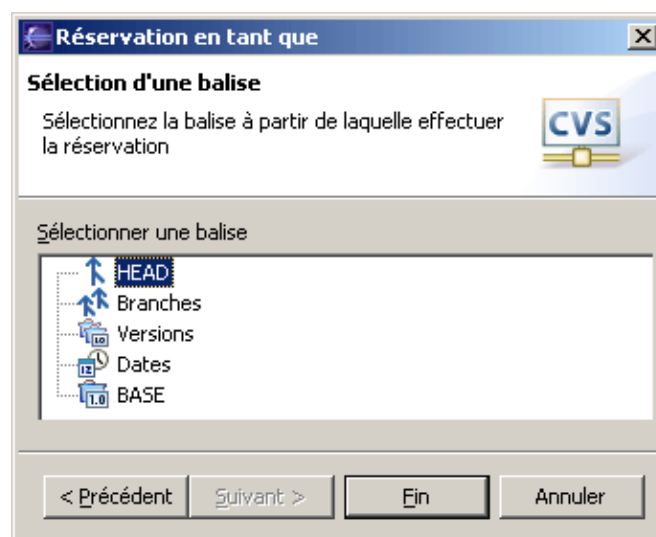 Réservation en tant que
Sélection d'une balise
Sélectionnez la balise à partir de laquelle effectuer
la réservation
CVS
Sélectionner une balise
HEAD
Branches
Versions
Dates
BASE
< Précédent
Suivant >
Fin
Annuler